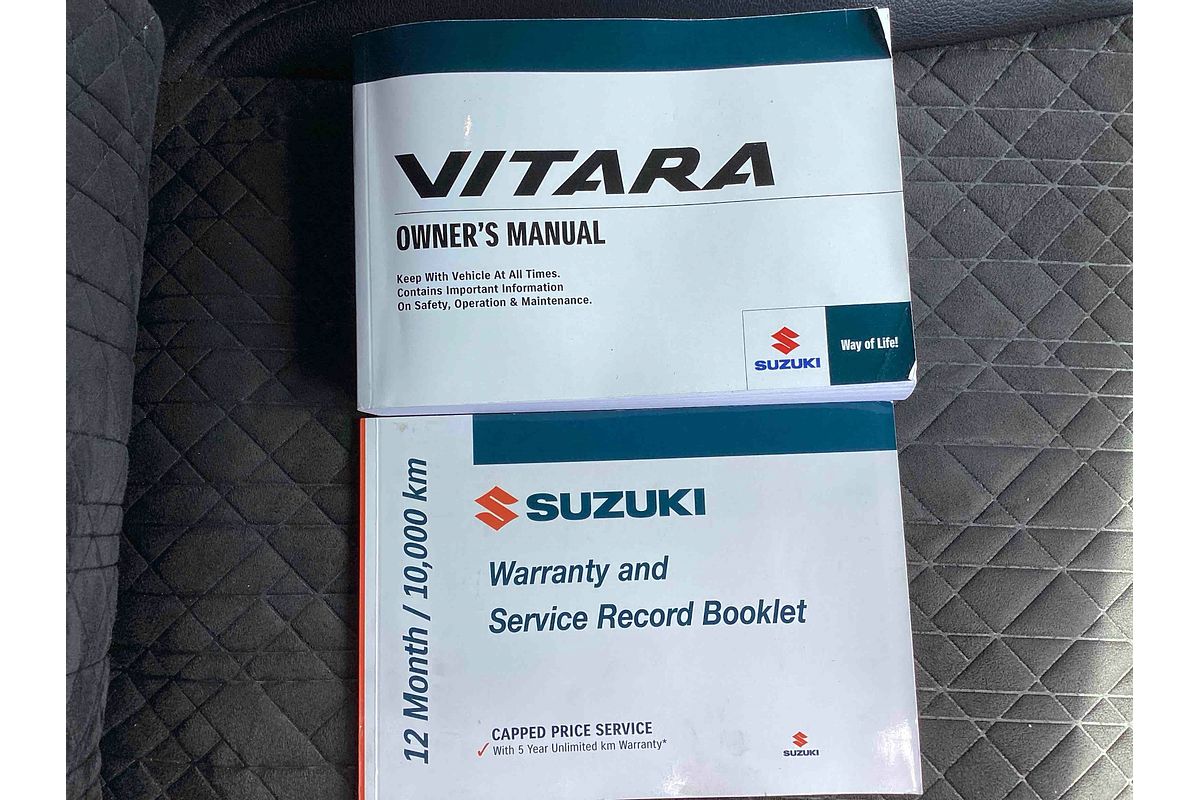 VITARA
OWNER'S MANUAL
Keep With Vehicle At All Times.
Contains Important Information
On Safety, Operation & Maintenance.
SUZUKI
Way of Life!
12 Month / 10,000 km
SUZUKI
Warranty and
Service Record Booklet
CAPPED PRICE SERVICE
With 5 Year Unlimited km Warranty*
SUZUKI